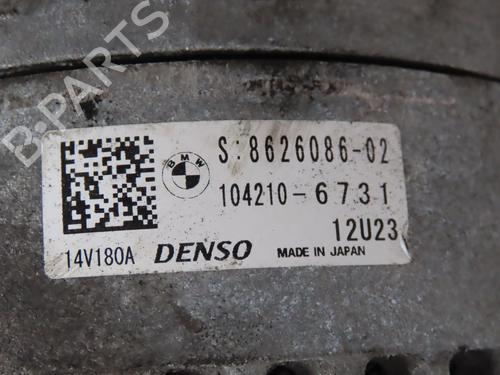 B-PARTS
BMW
S:8626086-02
104210-6731
12U23
14V180A DENSO MADE IN JAPAN